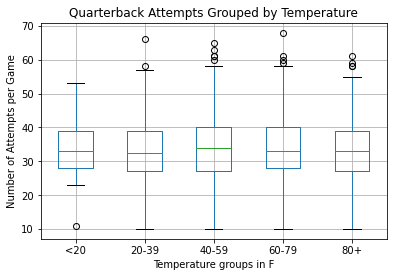 Quarterback Attempts Grouped by Temperature
Number of Attempts per Game
70
60
50
40
30
20
10
<20 20-39 40-59 60-79 80+
Temperature groups in F